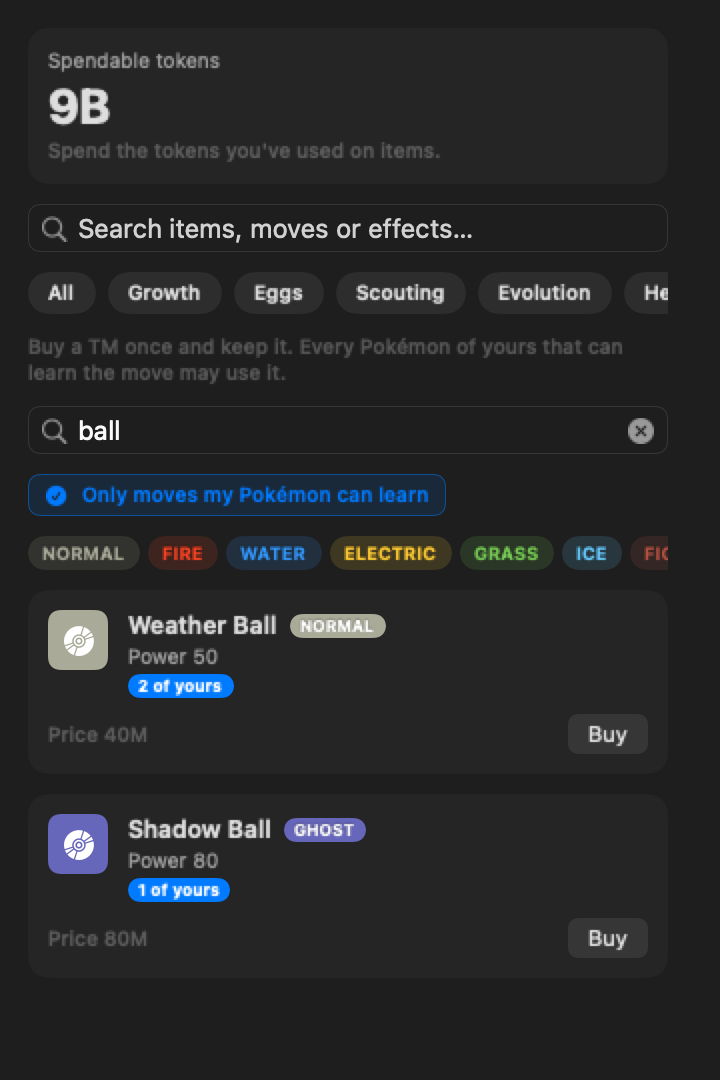 Spendable tokens
9B
Spend the tokens you've used on items.
Search items, moves or effects...
All Growth Eggs Scouting Evolution He
Buy a TM once and keep it. Every Pokémon of yours that can
learn the move may use it.
ball
Only moves my Pokémon can learn
NORMAL FIRE WATER ELECTRIC GRASS ICE FIG
Weather Ball NORMAL
Power 50
2 of yours
Price 40M Buy
Shadow Ball GHOST
Power 80
1 of yours
Price 80M Buy